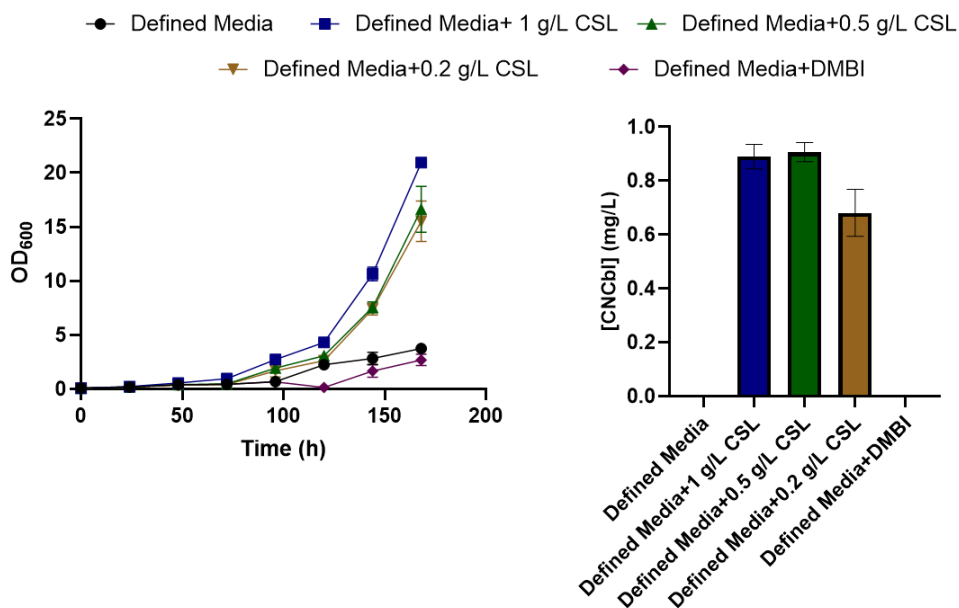 Defined Media
Defined Media+ 1 g/L CSL
Defined Media+0.5 g/L CSL
Defined Media+0.2 g/L CSL
Defined Media+DMBI
25
20
15
10
5
0
OD600
0
50
100
150
200
Time (h)
1.0
0.8
0.6
0.4
0.2
0.0
[CNCbl] (mg/L)
Defined Media
Defined Media+1 g/L CSL
Defined Media+0.5 g/L CSL
Defined Media+0.2 g/L CSL
Defined Media+DMBI